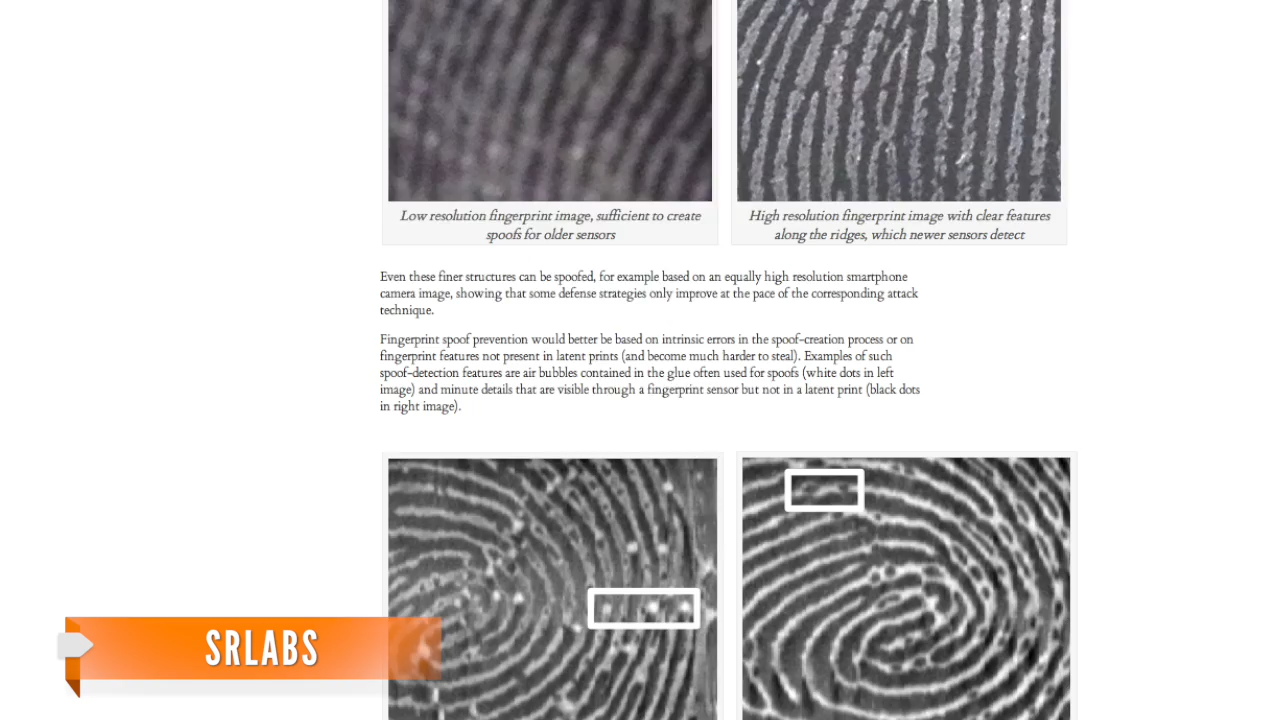 Low resolution fingerprint image, sufficient to create
spoofs for older sensors
High resolution fingerprint image with clear features
along the ridges, which newer sensors detect
Even these finer structures can be spoofed, for example based on an equally high resolution smartphone
camera image, showing that some defense strategies only improve at the pace of the corresponding attack
technique.
Fingerprint spoof prevention would better be based on intrinsic errors in the spoof-creation process or on
fingerprint features not present in latent prints (and become much harder to steal). Examples of such
spoof-detection features are air bubbles contained in the glue often used for spoofs (white dots in left
image) and minute details that are visible through a fingerprint sensor but not in a latent print (black dots
in right image).
SRLABS